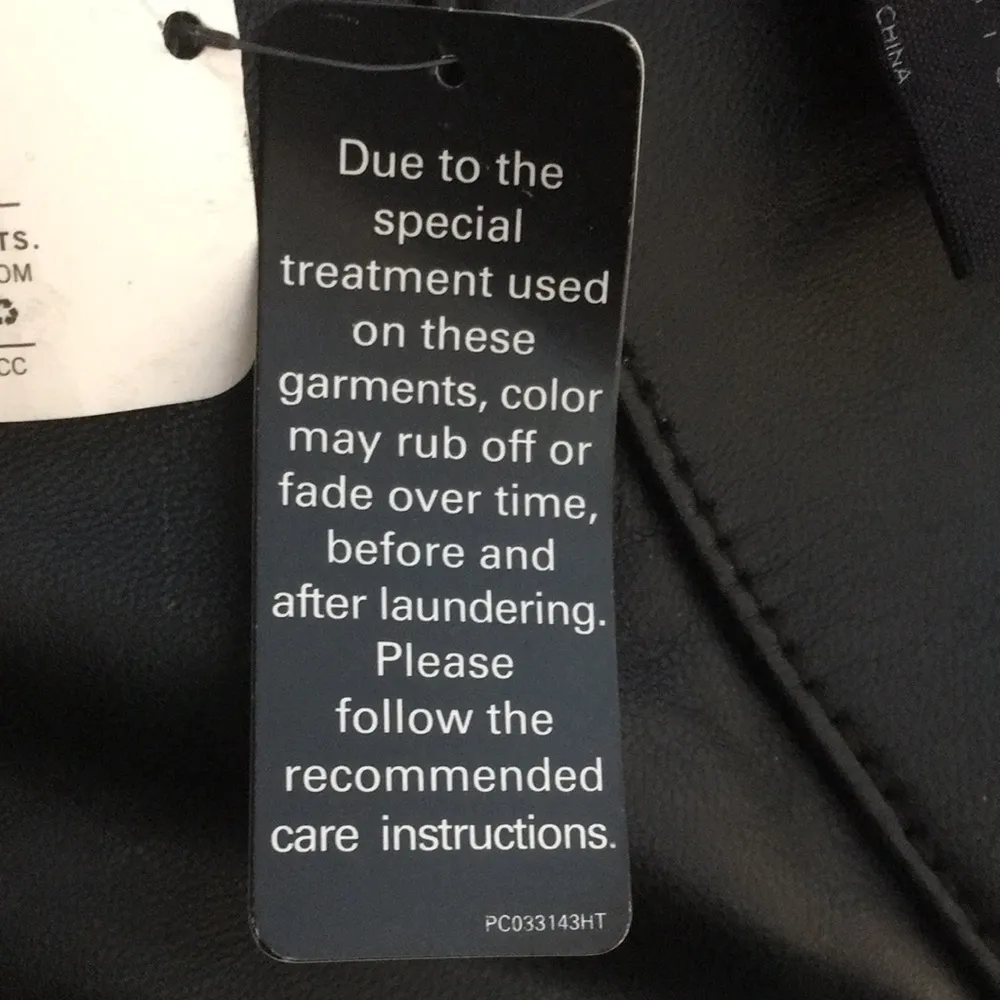 Due to the
special
treatment used
on these
garments, color
may rub off or
fade over time,
before and
after laundering.
Please
follow the
recommended
care instructions.
PC033143HT
TS.
OM
CC
CHINA